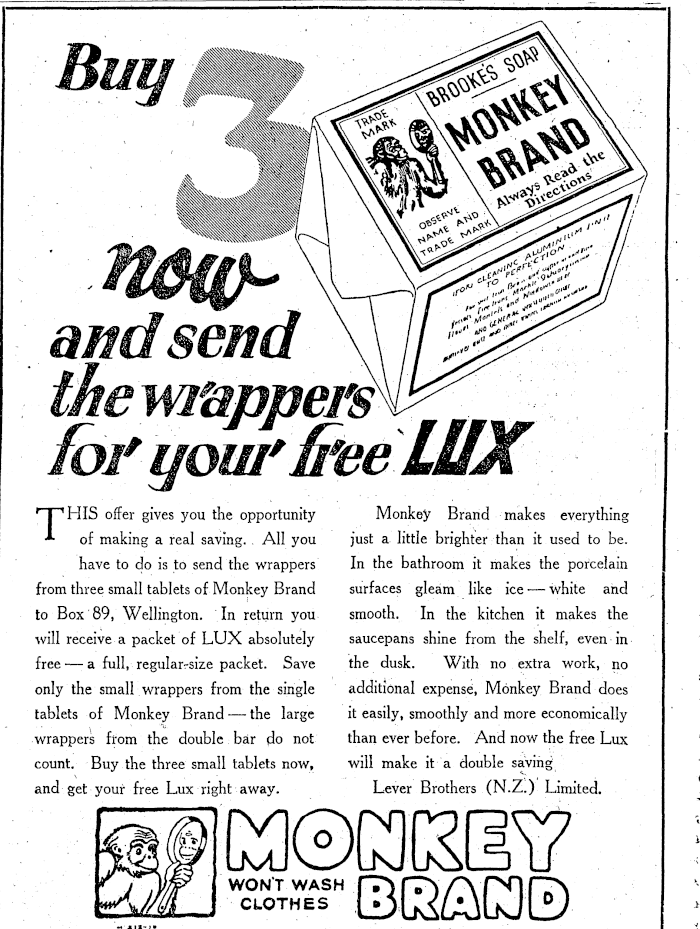 Buy 3
now
and send
the wrappers
for your free LUX
TRADE
MARK
OBSERVE
NAME AND
TRADE MARK
BROOKE'S SOAP
MONKEY
BRAND
Always Read the
Directions
FOR CLEANING ALUMINIUM
TO PERFECTION
AND GENERAL
THIS offer gives you the opportunity
of making a real saving. All you
have to do is to send the wrappers
from three small tablets of Monkey Brand
to Box 89, Wellington. In return you
will receive a packet of LUX absolutely
free — a full, regular-size packet. Save
only the small wrappers from the single
tablets of Monkey Brand — the large
wrappers from the double bar do not
count. Buy the three small tablets now,
and get your free Lux right away.
Monkey Brand makes everything
just a little brighter than it used to be.
In the bathroom it makes the porcelain
surfaces gleam like ice — white and
smooth. In the kitchen it makes the
saucepans shine from the shelf, even in
the dusk. With no extra work, no
additional expense, Monkey Brand does
it easily, smoothly and more economically
than ever before. And now the free Lux
will make it a double saving
Lever Brothers (N.Z.) Limited.
MONKEY
WON'T WASH
CLOTHES
BRAND